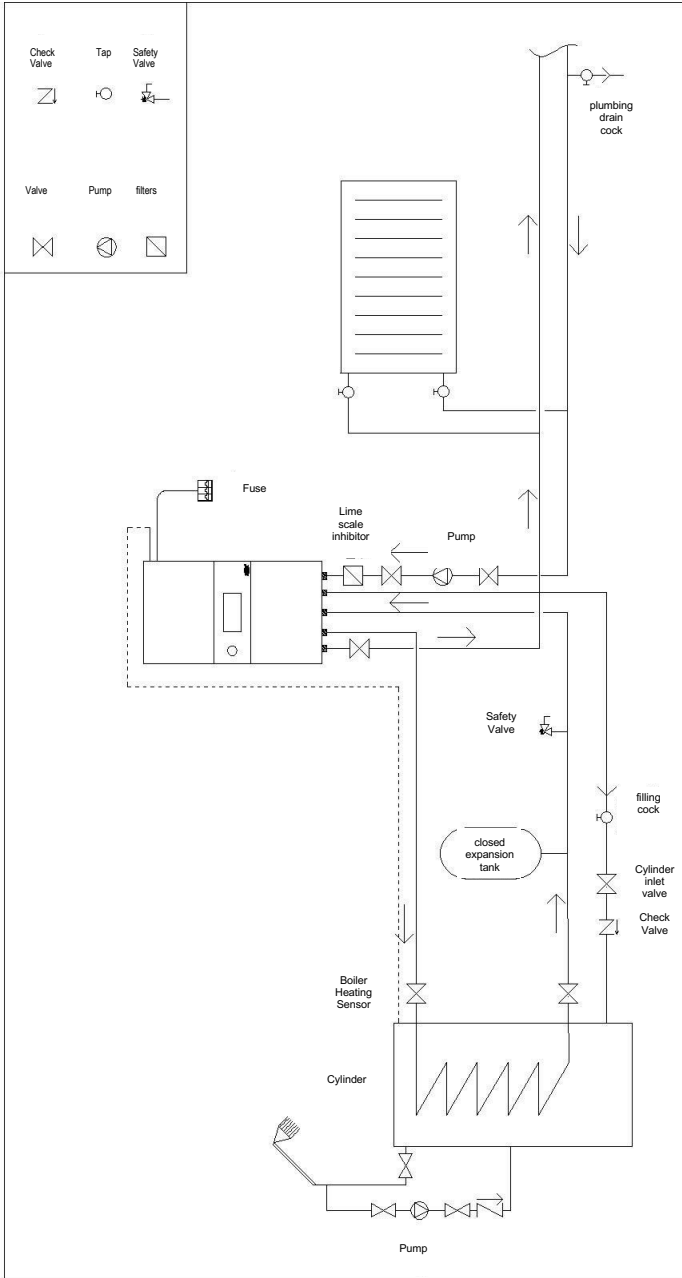 Check
Valve
Tap
Safety
Valve
Valve
Pump
filters
plumbing
drain
cock
Fuse
Lime
scale
inhibitor
Pump
Safety
Valve
filling
cock
closed
expansion
tank
Cylinder
inlet
valve
Check
Valve
Boiler
Heating
Sensor
Cylinder
Pump